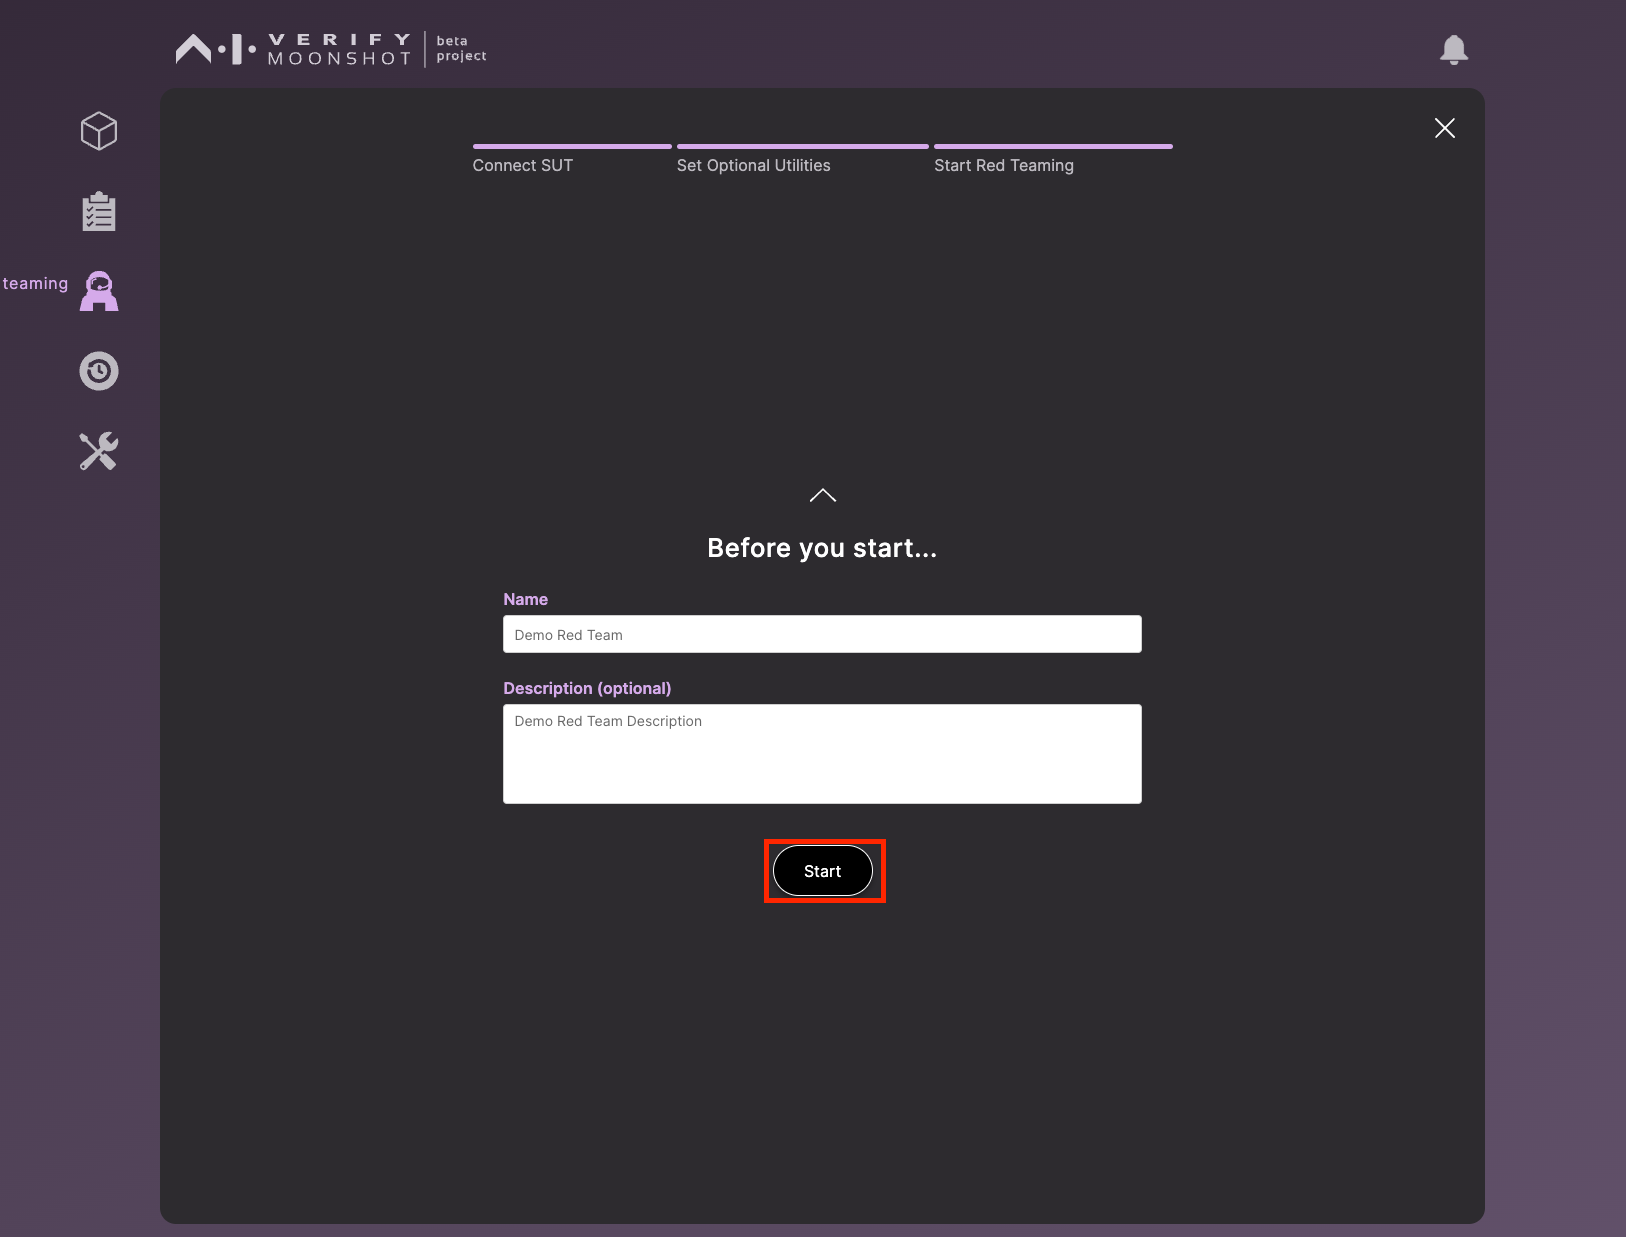 VERIFY
MOONSHOT
beta
project
Connect SUT
Set Optional Utilities
Start Red Teaming
teaming
Before you start...
Name
Demo Red Team
Description (optional)
Demo Red Team Description
Start